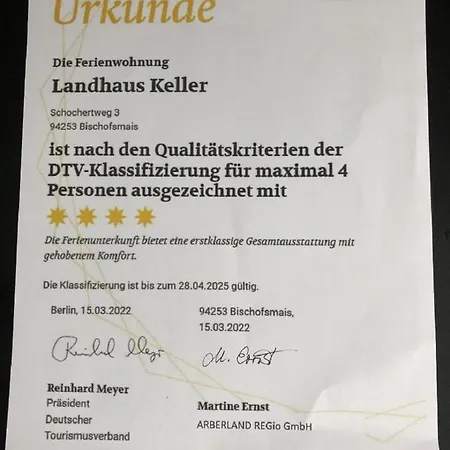 Urkunde
Die Ferienwohnung
Landhaus Keller
Schochertweg 3
94253 Bischofsmais
ist nach den Qualitätskriterien der
DTV-Klassifizierung für maximal 4
Personen ausgezeichnet mit
Die Ferienunterkunft bietet eine erstklassige Gesamtausstattung mit
gehobenem Komfort.
Die Klassifizierung ist bis zum 28.04.2025 gültig.
Berlin, 15.03.2022
94253 Bischofsmais,
15.03.2022
Reinhard Meyer
M. Ernst
Reinhard Meyer
Präsident
Deutscher
Tourismusverband
Martine Ernst
ARBERLAND REGio GmbH